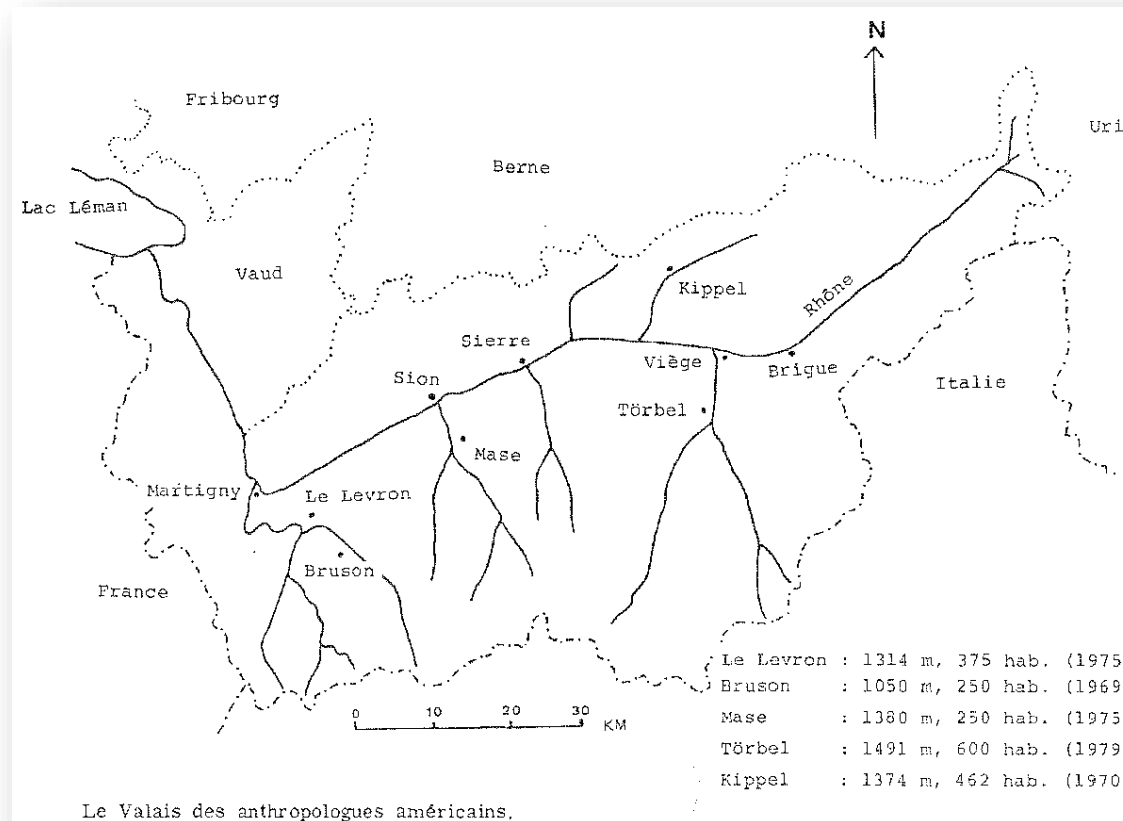 N
Fribourg
Uri
Berne
Lac Léman
Vaud
Kippel
Rhône
Sierre
Viège
Brigue
Sion
Italie
Törbel
Mase
Martigny
Le Levron
Bruson
France
0 10 20 30
KM
Le Levron : 1314 m, 375 hab. (1975
Bruson : 1050 m, 250 hab. (1969
Mase : 1380 m, 250 hab. (1975
Törbel : 1491 m, 600 hab. (1979
Kippel : 1374 m, 462 hab. (1970
Le Valais des anthropologues américains.